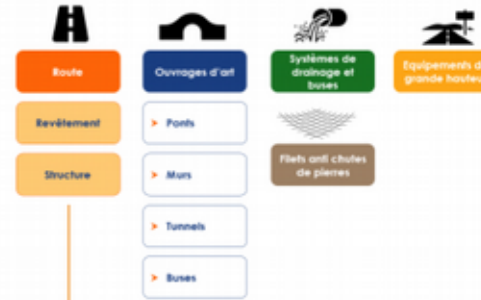 Route
Ouvrages d'art
Systèmes de
drainage et
buses
Equipements d
grande hauteu
Revêtement
Ponts
Filets anti chutes
de pierres
Structure
Murs
Tunnels
Buses